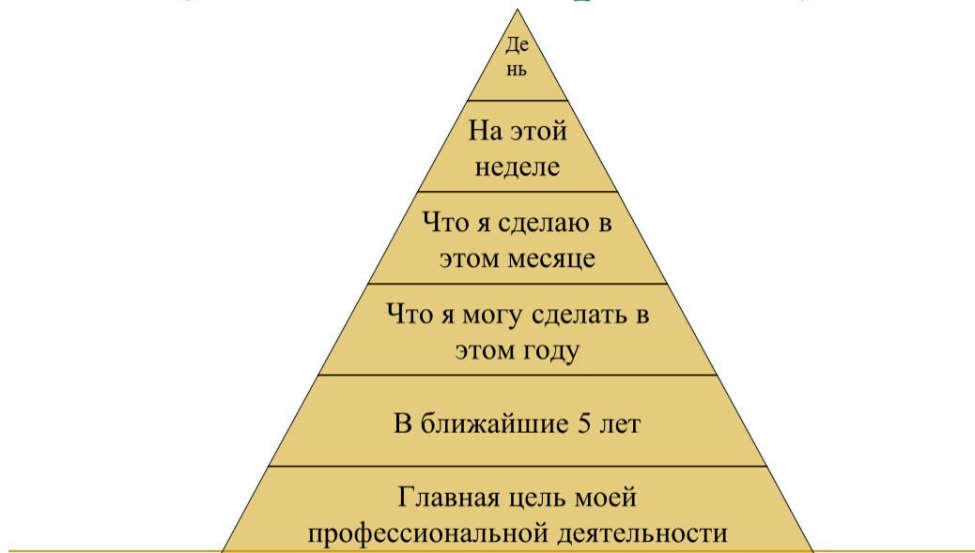 Де
нь
На этой
неделе
Что я сделаю в
этом месяце
Что я могу сделать в
этом году
В ближайшие 5 лет
Главная цель моей
профессиональной деятельности